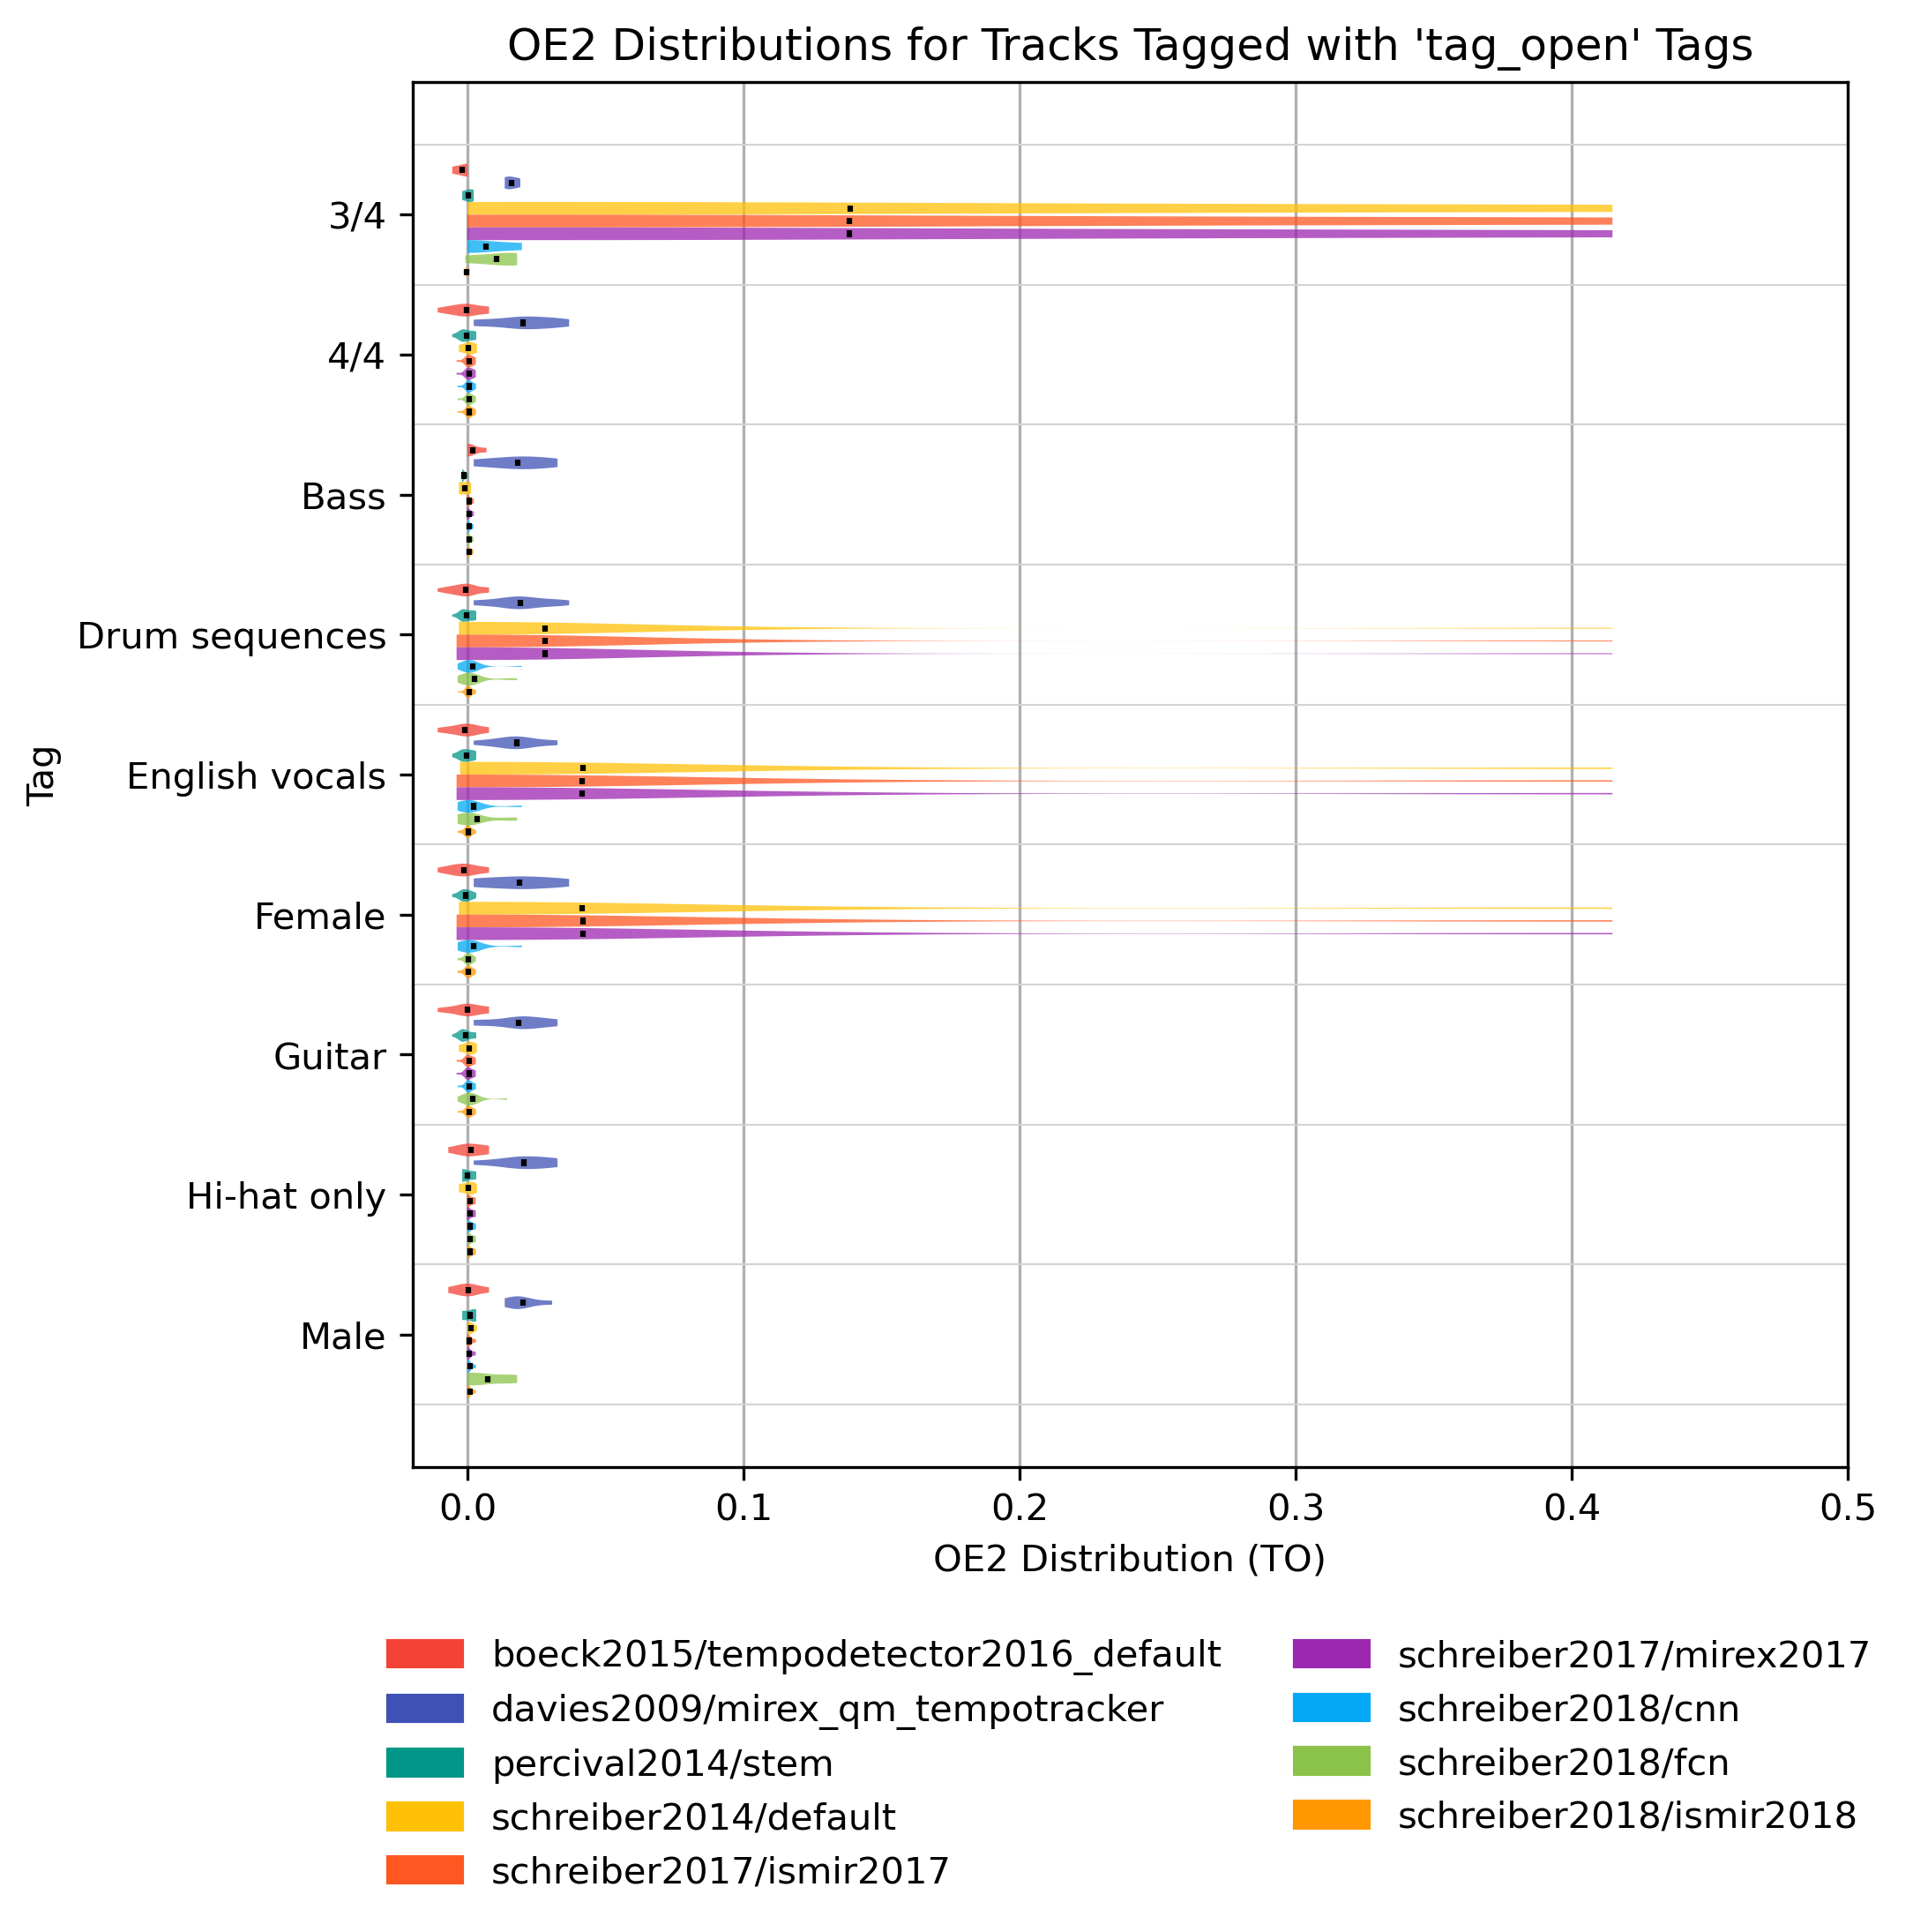 OE2 Distributions for Tracks Tagged with 'tag_open' Tags
3/4
4/4
Bass
Drum sequences
English vocals
Female
Guitar
Hi-hat only
Male
Tag
0.0 0.1 0.2 0.3 0.4 0.5
OE2 Distribution (TO)
boeck2015/tempodetector2016_default
davies2009/mirex_qm_tempotracker
percival2014/stem
schreiber2014/default
schreiber2017/ismir2017
schreiber2017/mirex2017
schreiber2018/cnn
schreiber2018/fcn
schreiber2018/ismir2018